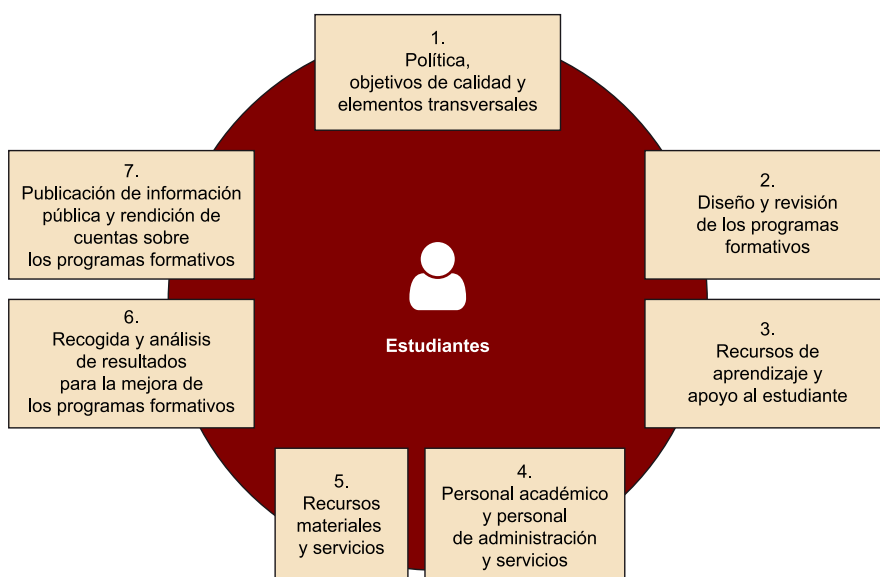 1.
Política,
objetivos de calidad y
elementos transversales
2.
Diseño y revisión
de los programas
formativos
3.
Recursos de
aprendizaje y
apoyo al estudiante
4.
Personal académico
y personal
de administración
y servicios
5.
Recursos
materiales
y servicios
6.
Recogida y análisis
de resultados
para la mejora de
los programas formativos
7.
Publicación de información
pública y rendición de
cuentas sobre
los programas formativos
Estudiantes